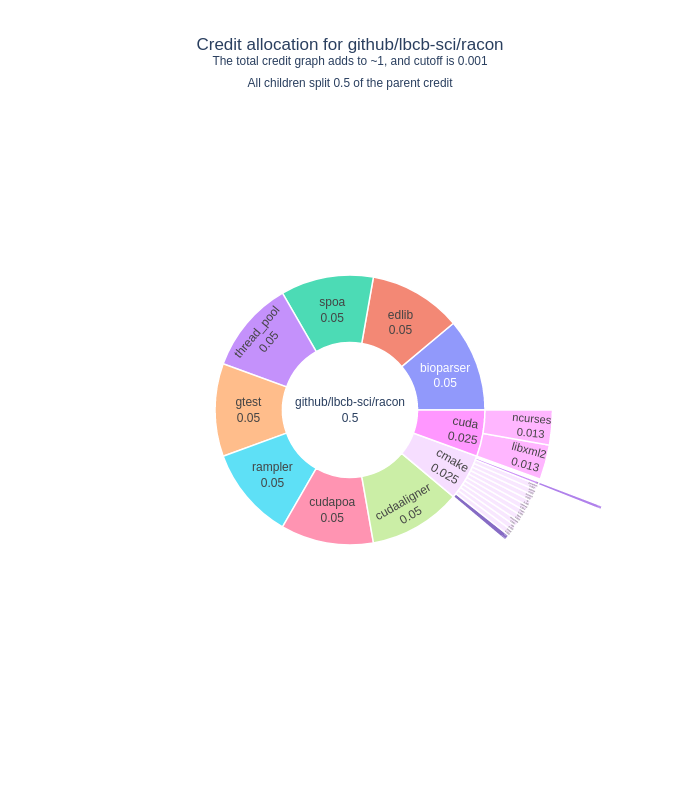 Credit allocation for github/lbcb-sci/racon
The total credit graph adds to ~1, and cutoff is 0.001
All children split 0.5 of the parent credit
spoa
0.05
edlib
0.05
thread_pool
0.05
bioparser
0.05
github/lbcb-sci/racon
0.5
gtest
0.05
cuda
0.025
ncurses
0.013
libxml2
0.013
cmake
0.025
rampler
0.05
cudapoa
0.05
cudaaligner
0.05